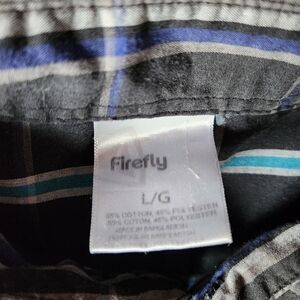 Firefly
L/G
55% COTTON, 45% POLYESTER
55% COTON, 45% POLYESTER
MADE IN BANGLADESH